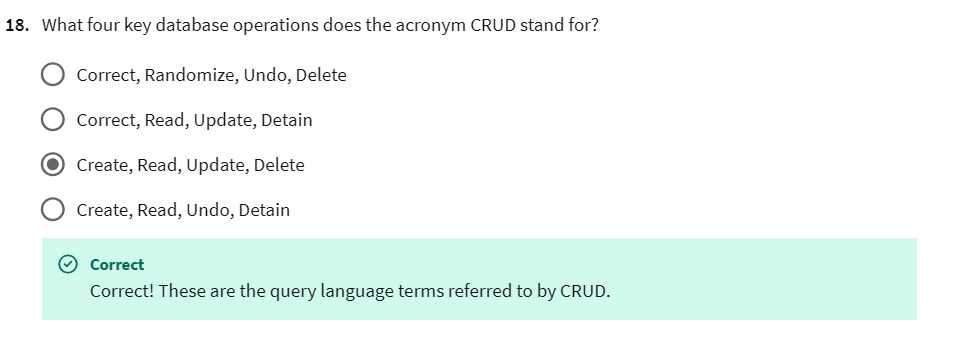 18. What four key database operations does the acronym CRUD stand for?
Correct, Randomize, Undo, Delete
Correct, Read, Update, Detain
Create, Read, Update, Delete
Create, Read, Undo, Detain
Correct
Correct! These are the query language terms referred to by CRUD.